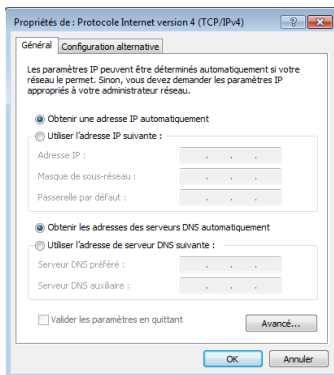 Propriétés de : Protocole Internet version 4 (TCP/IPv4)
Général
Configuration alternative
Les paramètres IP peuvent être déterminés automatiquement si votre
réseau le permet. Sinon, vous devez demander les paramètres IP
appropriés à votre administrateur réseau.
Obtenir une adresse IP automatiquement
Utiliser l'adresse IP suivante :
Adresse IP :
Masque de sous-réseau :
Passerelle par défaut :
Obtenir les adresses des serveurs DNS automatiquement
Utiliser l'adresse de serveur DNS suivante :
Serveur DNS préféré :
Serveur DNS auxiliaire :
Valider les paramètres en quittant
Avancé...
OK
Annuler